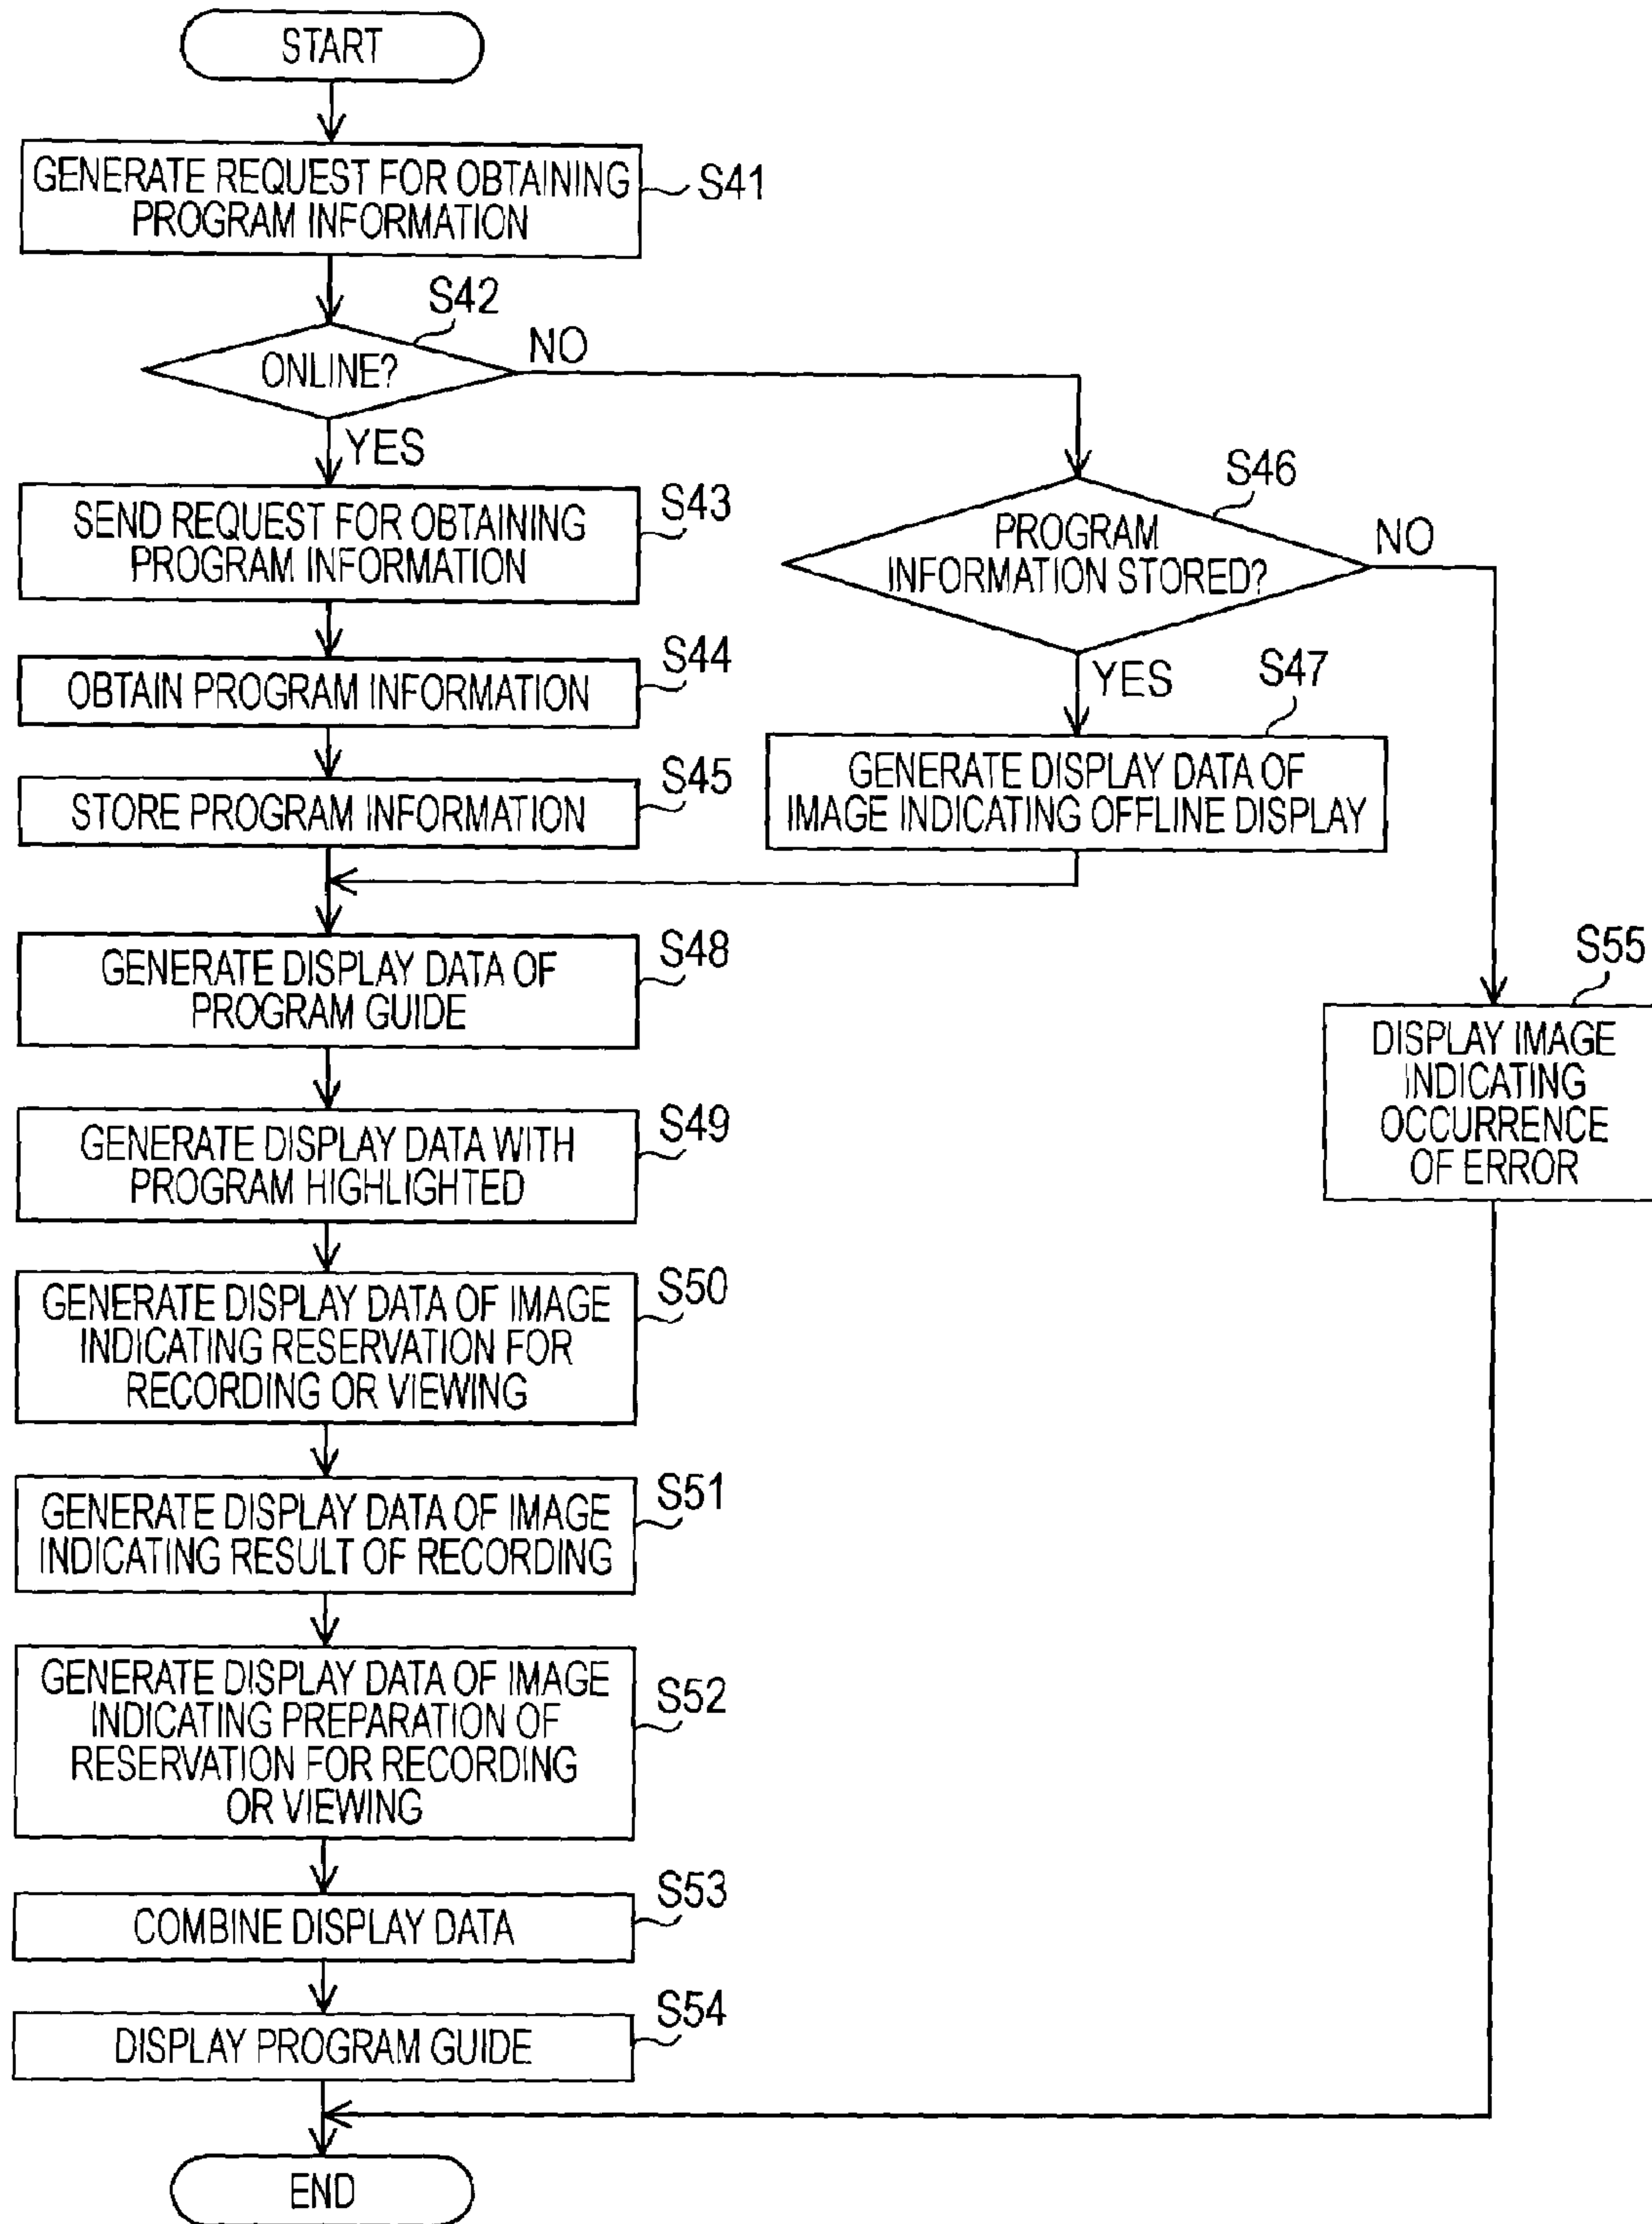 START
GENERATE REQUEST FOR OBTAINING
PROGRAM INFORMATION
S41
S42
ONLINE?
NO
YES
SEND REQUEST FOR OBTAINING
PROGRAM INFORMATION
S43
S46
PROGRAM
INFORMATION STORED?
NO
YES
OBTAIN PROGRAM INFORMATION
S44
S47
GENERATE DISPLAY DATA OF
IMAGE INDICATING OFFLINE DISPLAY
STORE PROGRAM INFORMATION
S45
GENERATE DISPLAY DATA OF
PROGRAM GUIDE
S48
S55
DISPLAY IMAGE
INDICATING
OCCURRENCE
OF ERROR
GENERATE DISPLAY DATA WITH
PROGRAM HIGHLIGHTED
S49
GENERATE DISPLAY DATA OF IMAGE
INDICATING RESERVATION FOR
RECORDING OR VIEWING
S50
GENERATE DISPLAY DATA OF IMAGE
INDICATING RESULT OF RECORDING
S51
GENERATE DISPLAY DATA OF IMAGE
INDICATING PREPARATION OF
RESERVATION FOR RECORDING
OR VIEWING
S52
COMBINE DISPLAY DATA
S53
DISPLAY PROGRAM GUIDE
S54
END